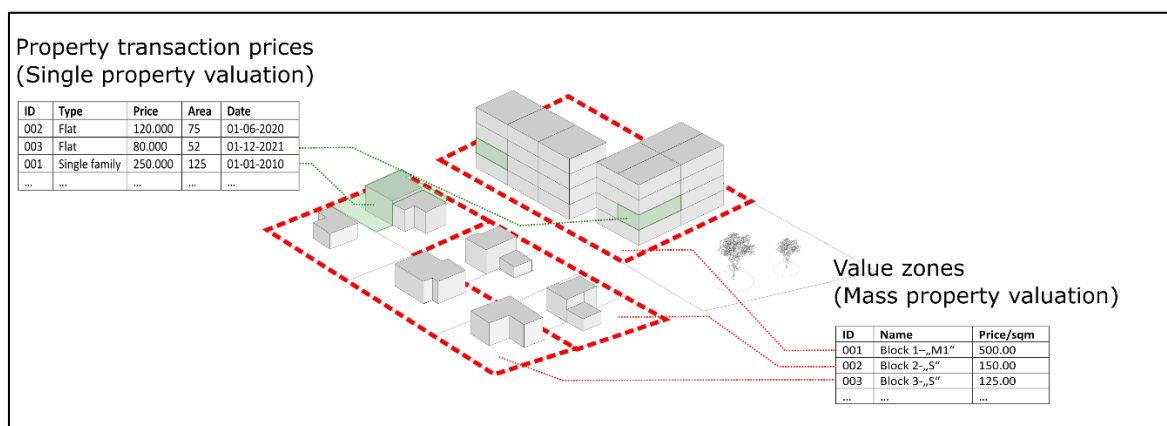 Property transaction prices
(Single property valuation)
ID Type Price Area Date
002 Flat 120.000 75 01-06-2020
003 Flat 80.000 52 01-12-2021
001 Single family 250.000 125 01-01-2010
... ... ... ... ...
Value zones
(Mass property valuation)
ID Name Price/sqm
001 Block 1–„M1“ 500.00
002 Block 2-„S“ 150.00
003 Block 3-„S“ 125.00
... ... ...